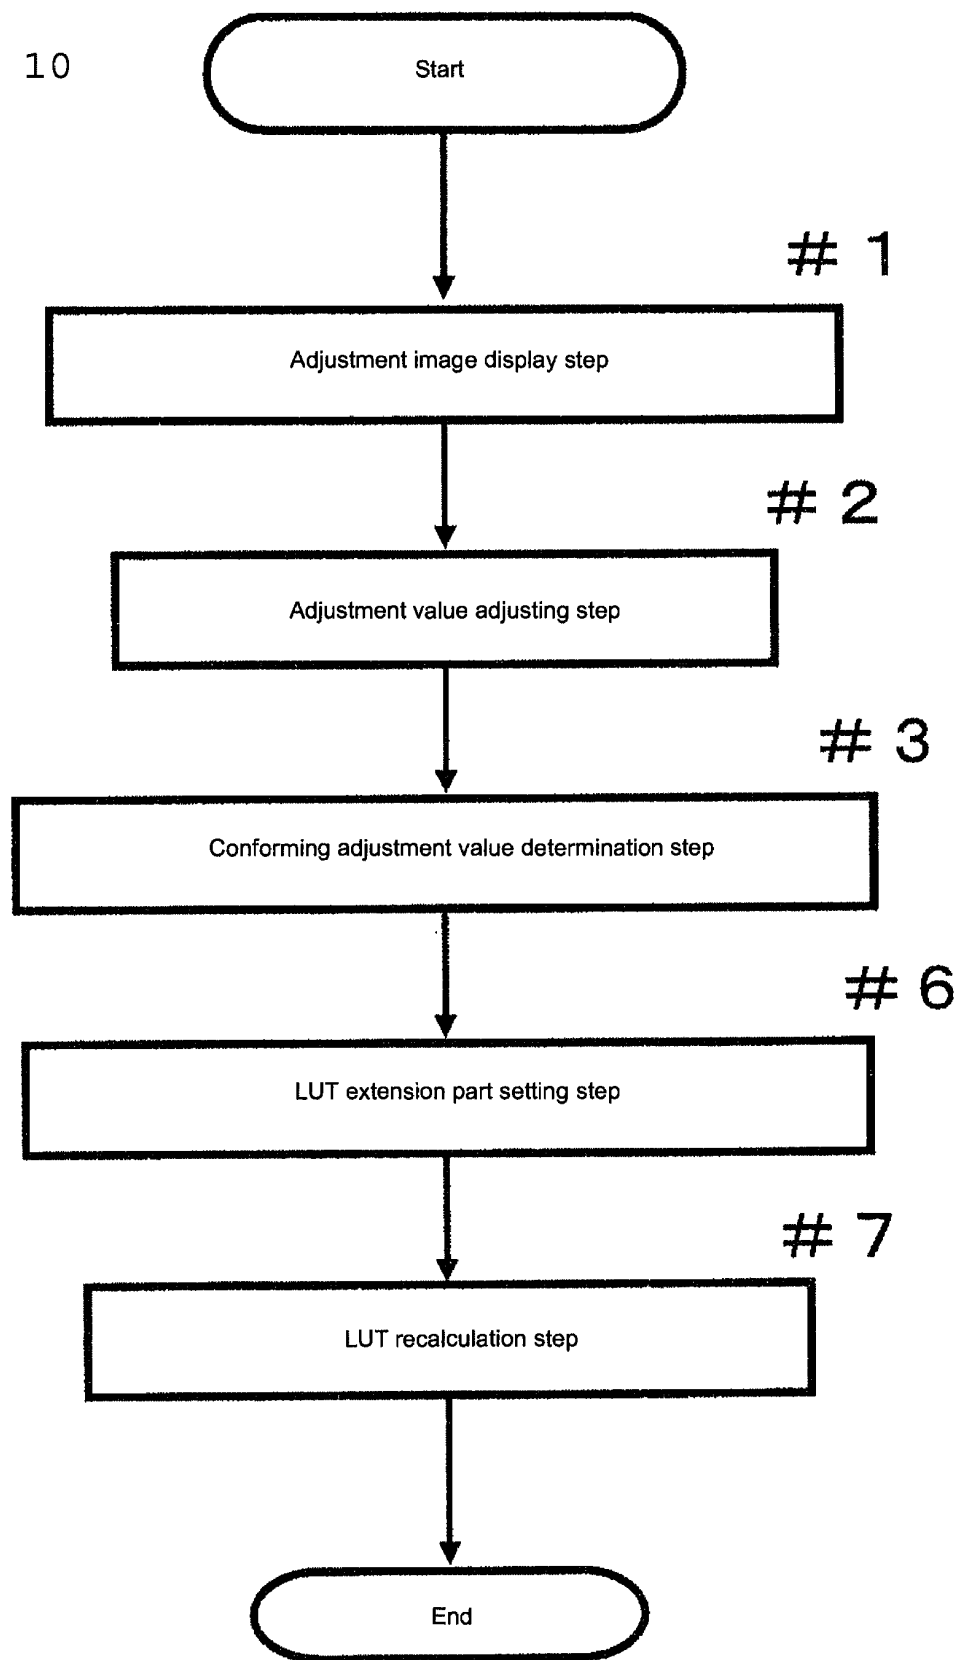 10
Start
# 1
Adjustment image display step
# 2
Adjustment value adjusting step
# 3
Conforming adjustment value determination step
# 6
LUT extension part setting step
# 7
LUT recalculation step
End